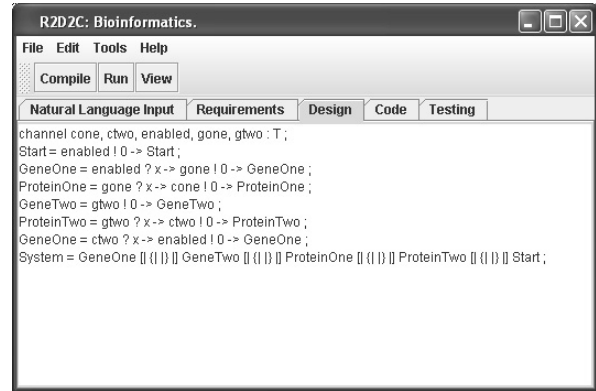 R2D2C: Bioinformatics.
File Edit Tools Help
Compile Run View
Natural Language Input Requirements Design Code Testing
channel cone, ctwo, enabled, gone, gtwo : T ;
Start = enabled ! 0 -> Start ;
GeneOne = enabled ? x -> gone ! 0 -> GeneOne ;
ProteinOne = gone ? x -> cone ! 0 -> ProteinOne ;
GeneTwo = gtwo ! 0 -> GeneTwo ;
ProteinTwo = gtwo ? x -> ctwo ! 0 -> ProteinTwo ;
GeneOne = ctwo ? x -> enabled ! 0 -> GeneOne ;
System = GeneOne [| {| |} |] GeneTwo [| {| |} |] ProteinOne [| {| |} |] ProteinTwo [| {| |} |] Start ;